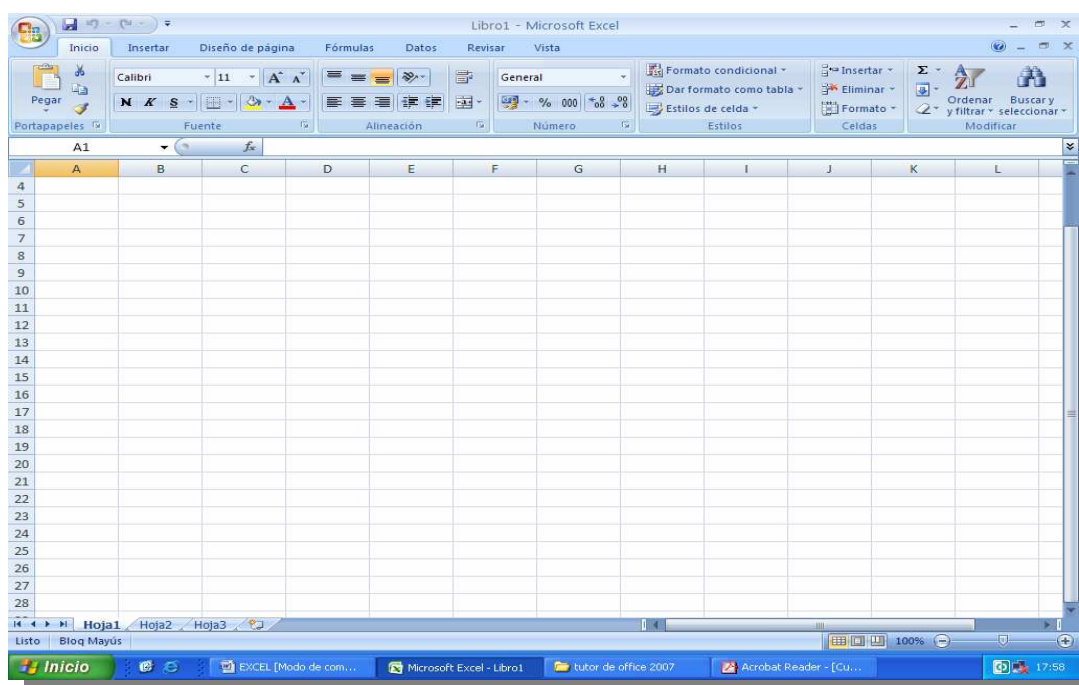 Libro1 - Microsoft Excel
Inicio Insertar Diseño de página Fórmulas Datos Revisar Vista
Pegar
Calibri 11
N K S
A A A
General
% 000
Formato condicional
Dar formato como tabla
Estilos de celda
Insertar
Eliminar
Formato
Σ
Ordenar y filtrar
Buscar y seleccionar
Portapapeles Fuente Alineación Número Estilos Celdas Modificar
A1 fx
A B C D E F G H I J K L
4
5
6
7
8
9
10
11
12
13
14
15
16
17
18
19
20
21
22
23
24
25
26
27
28
Hoja1 Hoja2 Hoja3
Listo Bloq Mayús 100%
Inicio EXCEL [Modo de com... Microsoft Excel - Libro1 tutor de office 2007 Acrobat Reader - [Cu... 17:58